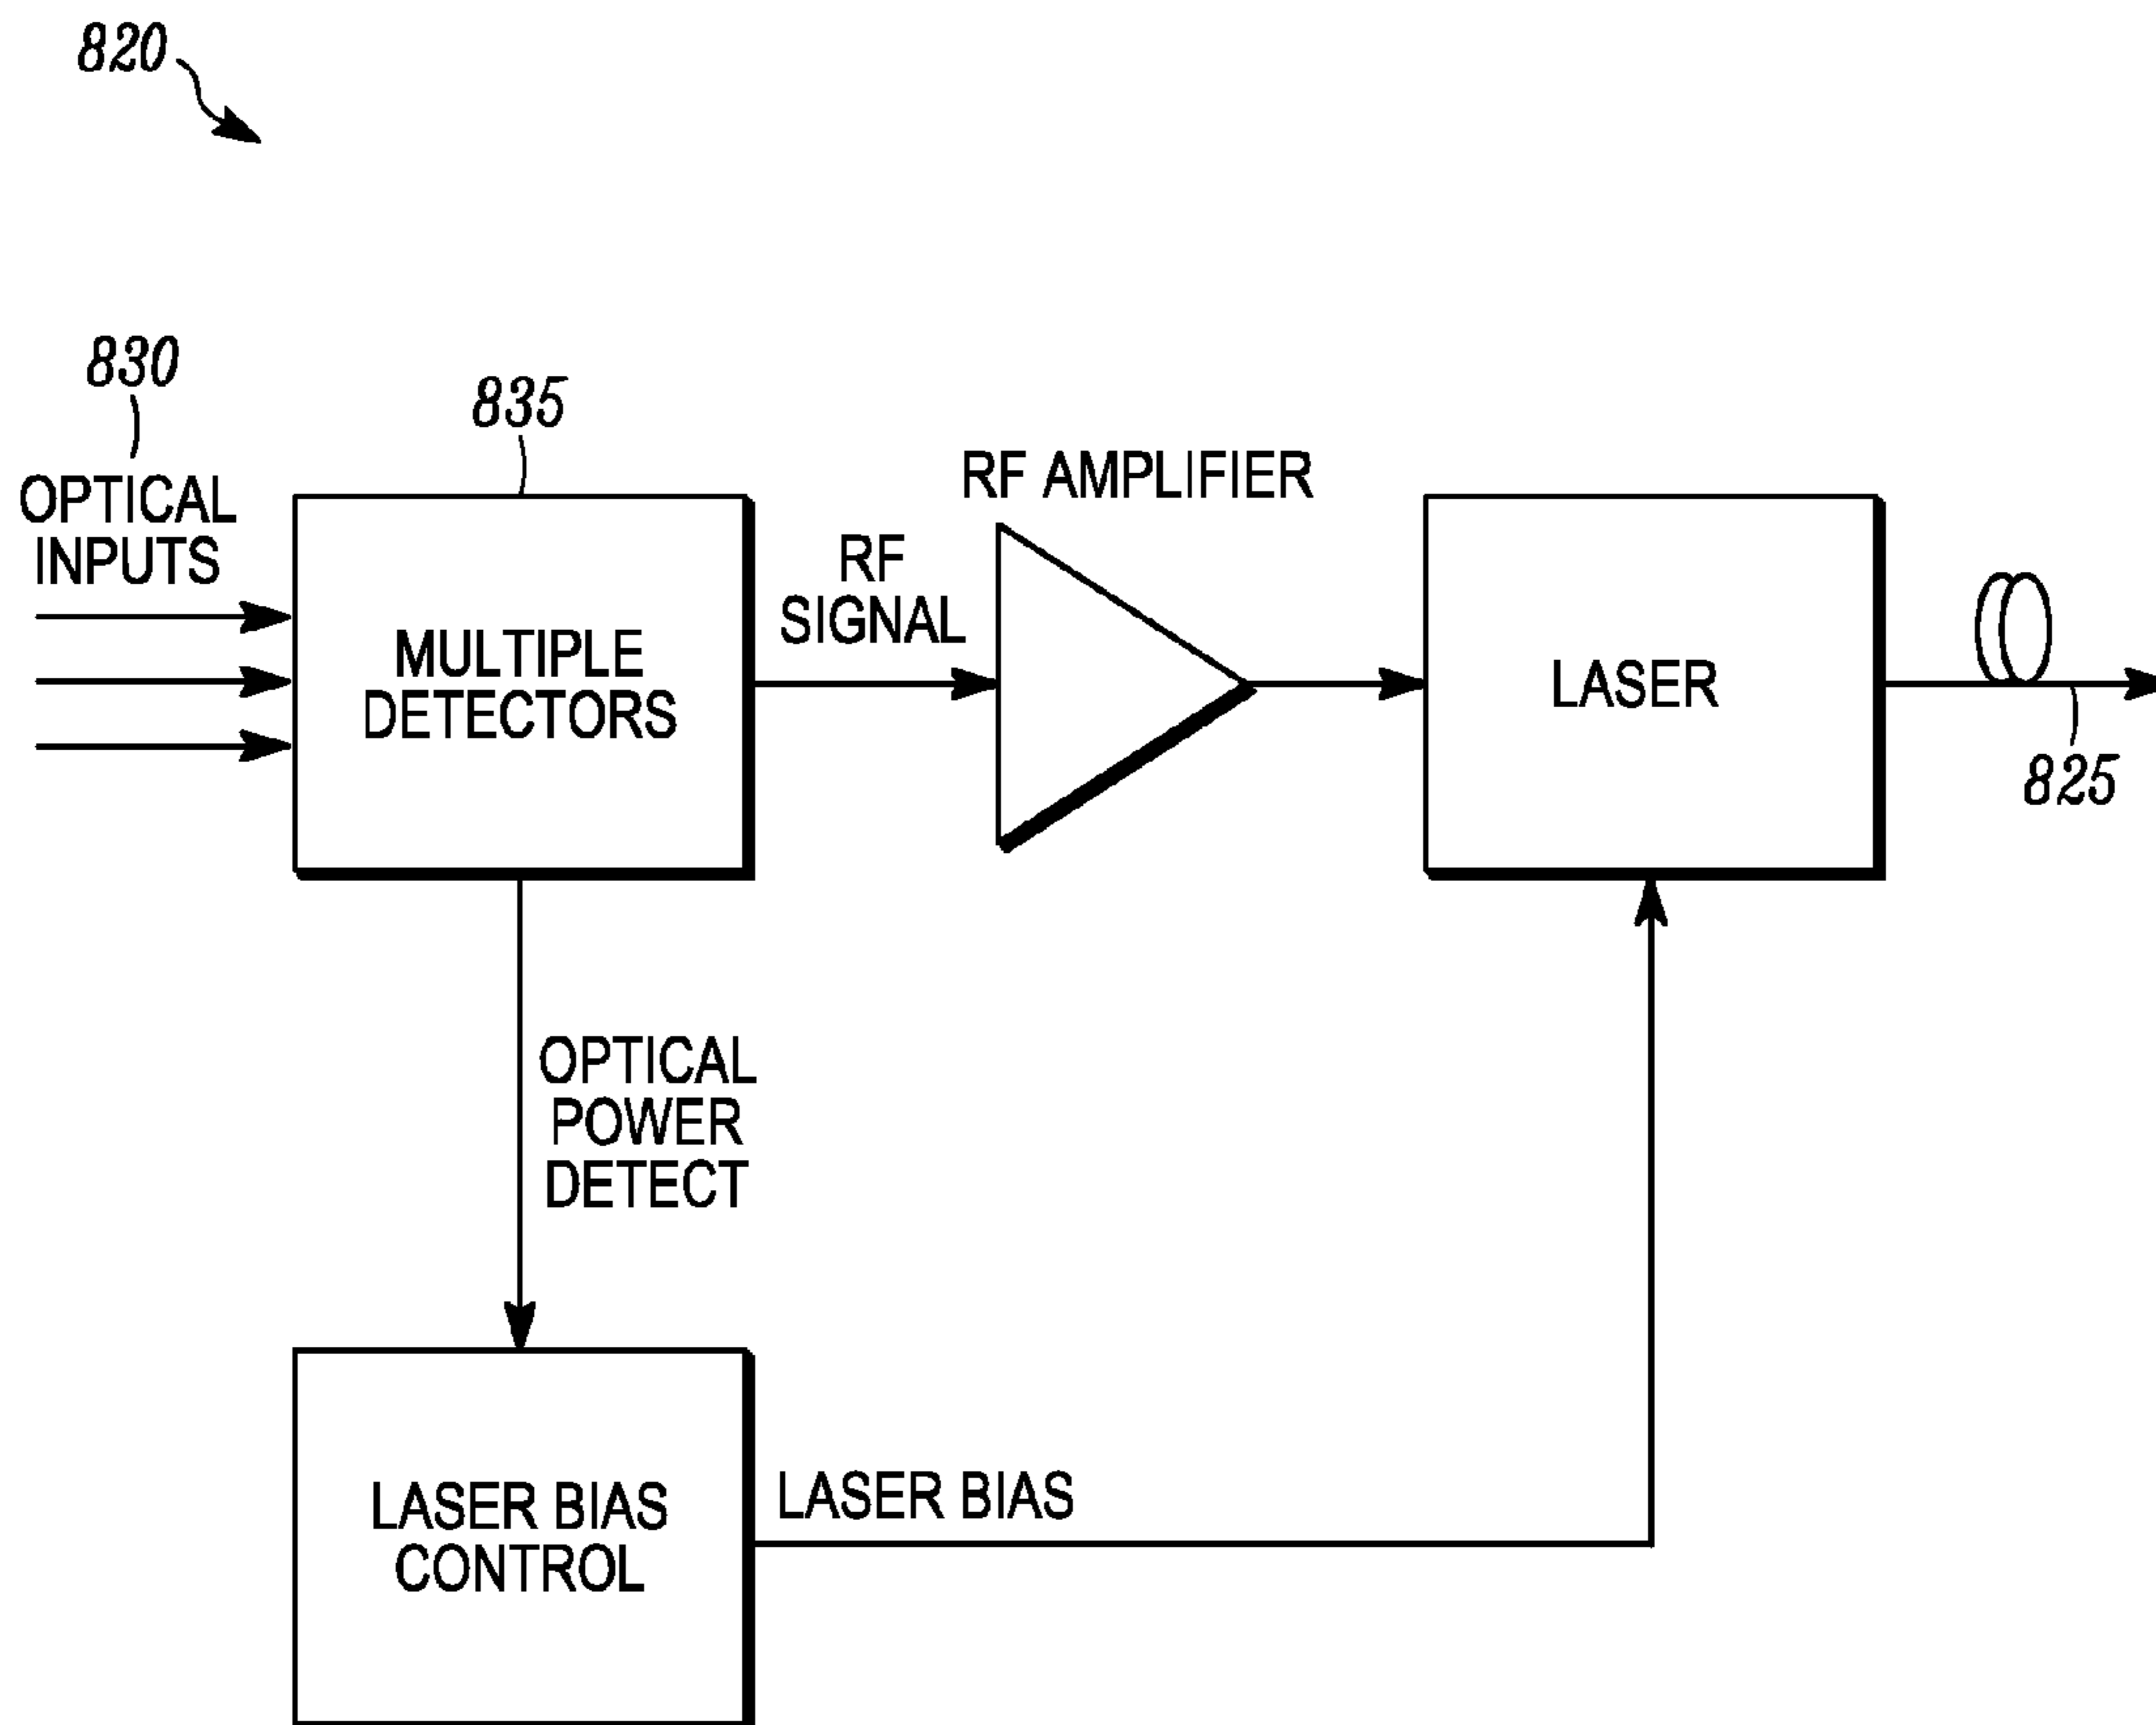 820
830
835
OPTICAL
INPUTS
RF AMPLIFIER
RF
SIGNAL
MULTIPLE
DETECTORS
LASER
825
OPTICAL
POWER
DETECT
LASER BIAS
CONTROL
LASER BIAS